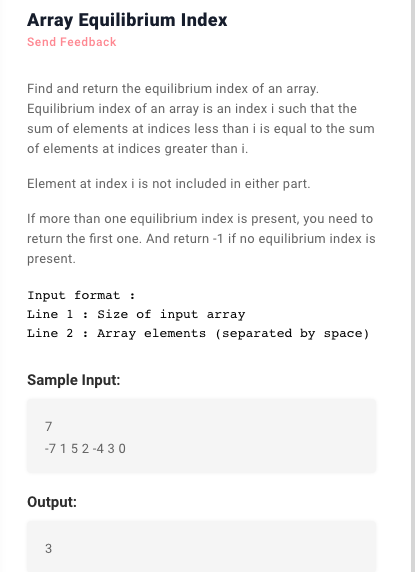 Array Equilibrium Index
Send Feedback
Find and return the equilibrium index of an array.
Equilibrium index of an array is an index i such that the
sum of elements at indices less than i is equal to the sum
of elements at indices greater than i.
Element at index i is not included in either part.
If more than one equilibrium index is present, you need to
return the first one. And return -1 if no equilibrium index is
present.
Input format :
Line 1 : Size of input array
Line 2 : Array elements (separated by space)
Sample Input:
7
-7 1 5 2 -4 3 0
Output:
3